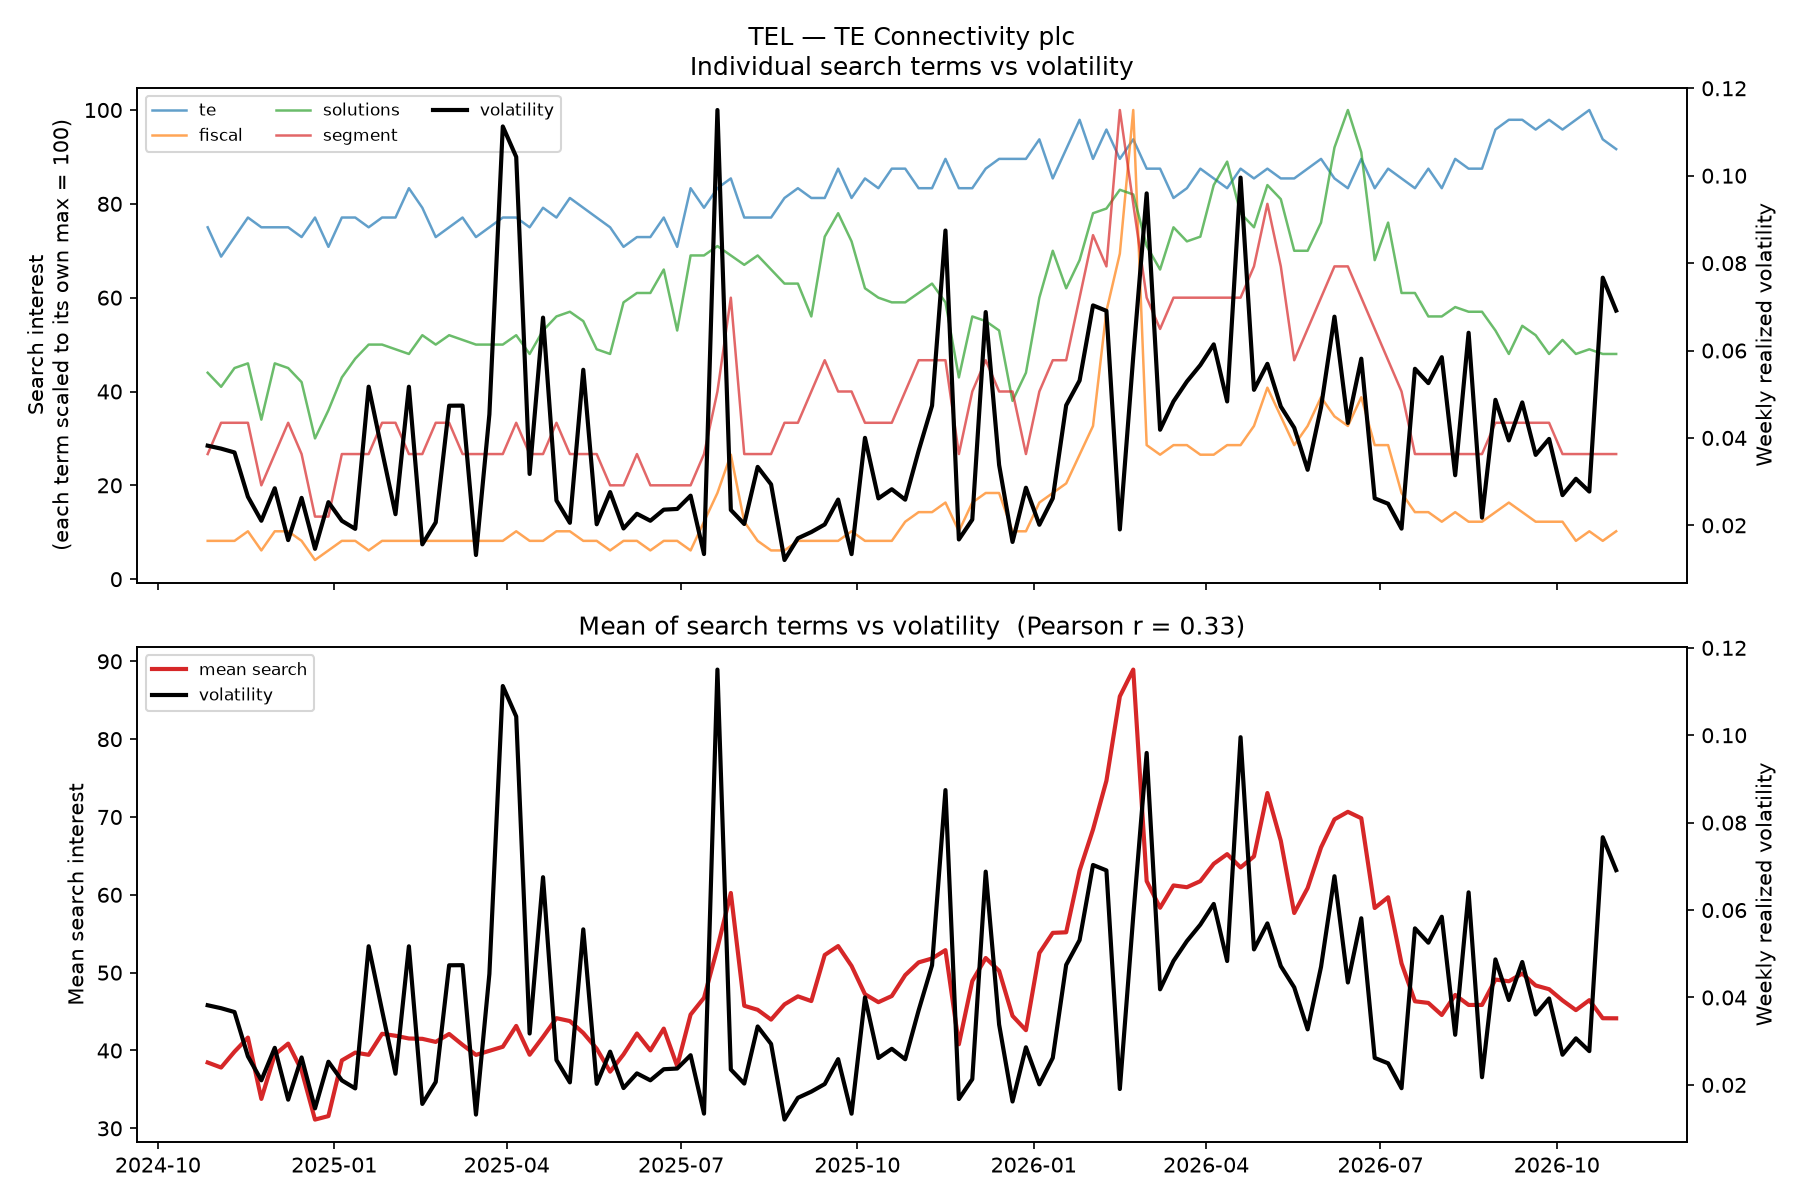 TEL — TE Connectivity plc
Individual search terms vs volatility
te
fiscal
solutions
segment
volatility
Search interest
(each term scaled to its own max = 100)
100
80
60
40
20
0
0.12
0.10
0.08
0.06
0.04
0.02
Weekly realized volatility
Mean of search terms vs volatility (Pearson r = 0.33)
mean search
volatility
Mean search interest
90
80
70
60
50
40
30
0.12
0.10
0.08
0.06
0.04
0.02
Weekly realized volatility
2024-10 2025-01 2025-04 2025-07 2025-10 2026-01 2026-04 2026-07 2026-10